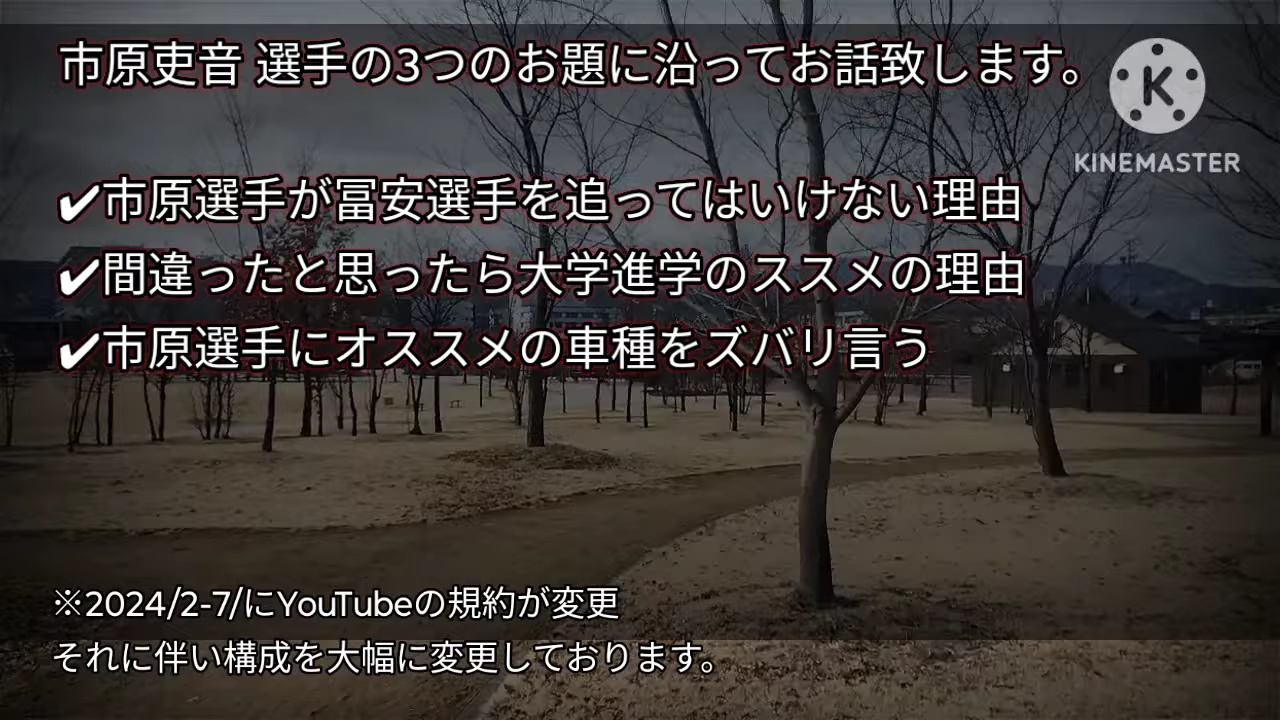 市原吏音 選手の3つのお題に沿ってお話致します。
KINEMASTER
✔市原選手が冨安選手を追ってはいけない理由
✔間違ったと思ったら大学進学のススメの理由
✔市原選手にオススメの車種をズバリ言う
※2024/2-7/にYouTubeの規約が変更
それに伴い構成を大幅に変更しております。